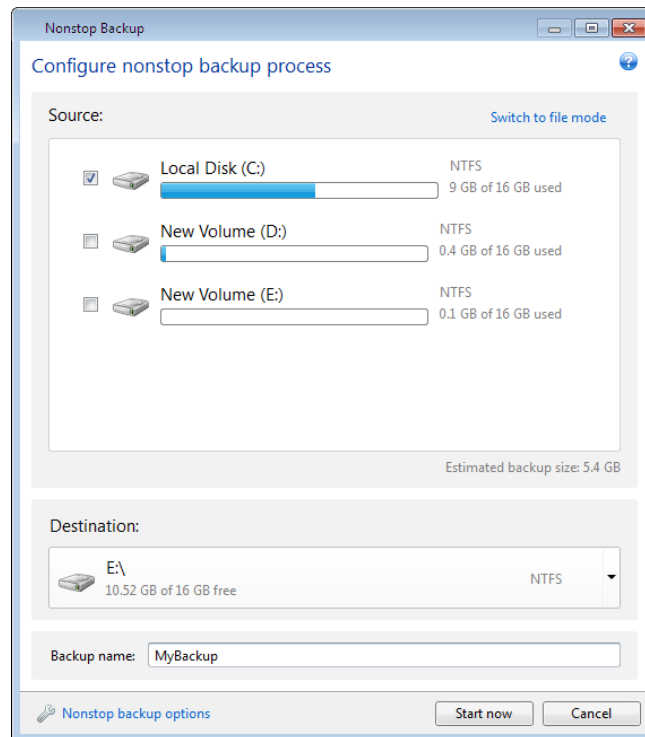 Nonstop Backup
Configure nonstop backup process
?
Source:
Switch to file mode
Local Disk (C:)
NTFS
9 GB of 16 GB used
New Volume (D:)
NTFS
0.4 GB of 16 GB used
New Volume (E:)
NTFS
0.1 GB of 16 GB used
Estimated backup size: 5.4 GB
Destination:
E:\
10.52 GB of 16 GB free
NTFS
Backup name: MyBackup
Nonstop backup options
Start now
Cancel